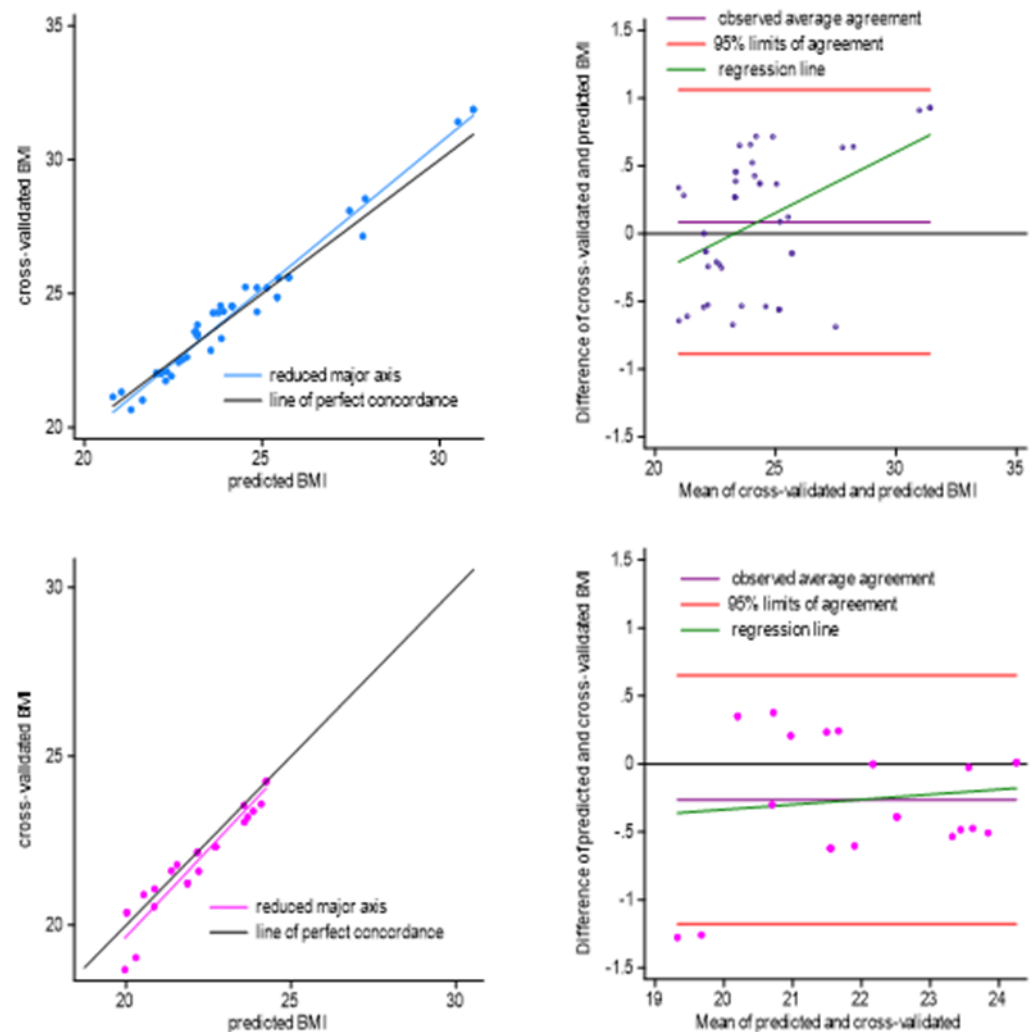 35
30
25
20
20
25
30
cross-validated BMI
predicted BMI
reduced major axis
line of perfect concordance
observed average agreement
95% limits of agreement
regression line
1.5
1
.5
0
-.5
-1
-1.5
20
25
30
35
Difference of cross-validated and predicted BMI
Mean of cross-validated and predicted BMI
30
25
20
20
25
30
cross-validated BMI
predicted BMI
reduced major axis
line of perfect concordance
observed average agreement
95% limits of agreement
regression line
1.5
1
.5
0
-.5
-1
-1.5
19
20
21
22
23
24
Difference of predicted and cross-validated BMI
Mean of predicted and cross-validated